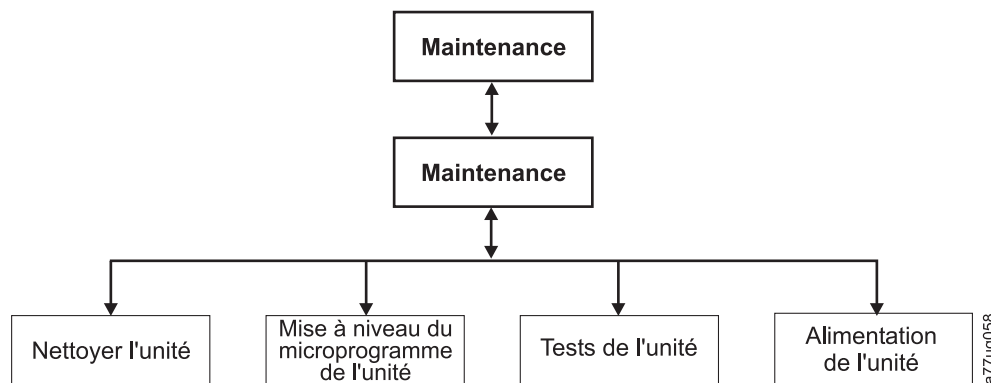 Maintenance
Maintenance
Nettoyer l'unité
Mise à niveau du
microprogramme
de l'unité
Tests de l'unité
Alimentation
de l'unité
a77ug058